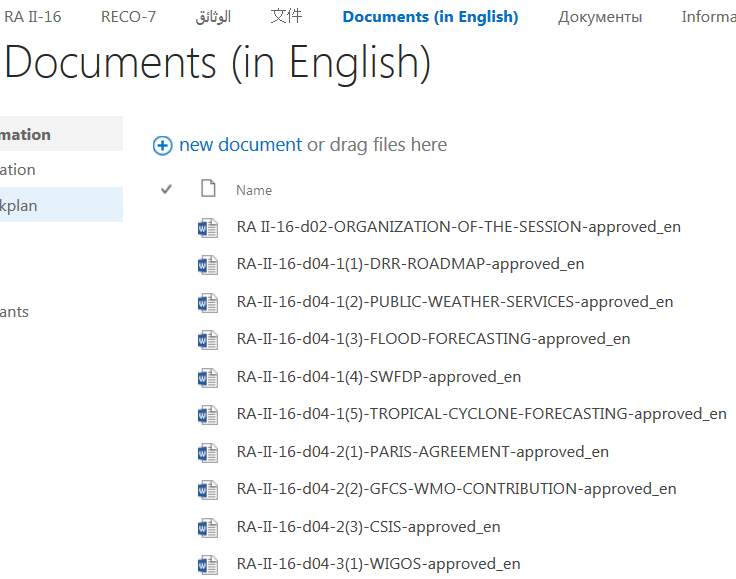 RA II-16 RECO-7 الوثائق 文件 Documents (in English) Документы Informa
Documents (in English)
mation
ation
kplan
ants
new document or drag files here
Name
RA II-16-d02-ORGANIZATION-OF-THE-SESSION-approved_en
RA-II-16-d04-1(1)-DRR-ROADMAP-approved_en
RA-II-16-d04-1(2)-PUBLIC-WEATHER-SERVICES-approved_en
RA-II-16-d04-1(3)-FLOOD-FORECASTING-approved_en
RA-II-16-d04-1(4)-SWFDP-approved_en
RA-II-16-d04-1(5)-TROPICAL-CYCLONE-FORECASTING-approved_en
RA-II-16-d04-2(1)-PARIS-AGREEMENT-approved_en
RA-II-16-d04-2(2)-GFCS-WMO-CONTRIBUTION-approved_en
RA-II-16-d04-2(3)-CSIS-approved_en
RA-II-16-d04-3(1)-WIGOS-approved_en